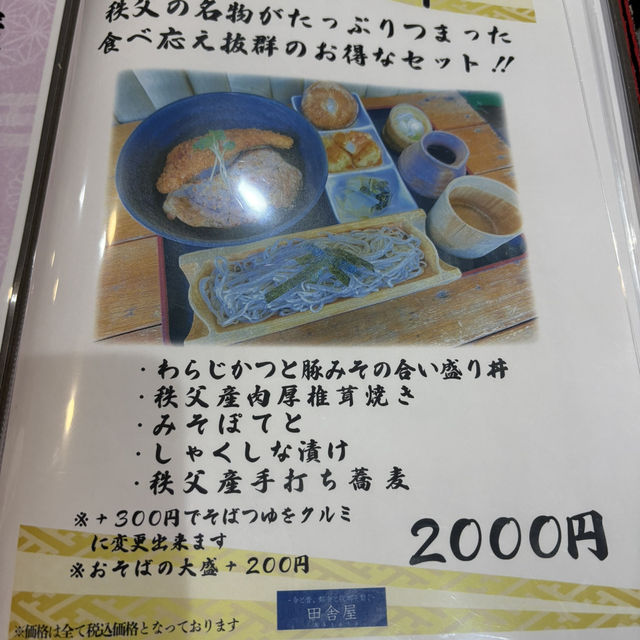 秩父の名物がたっぷりつまった
食べ応え抜群のお得なセット!!
・わらじかつと豚みその合い盛り丼
・秩父産肉厚椎茸焼き
・みそぽてと
・しゃくしな漬け
・秩父産手打ち蕎麦
※+300円でそばつゆをクルミ
に変更出来ます
※おそばの大盛+200円
2000円
田舎屋
※価格は全て税込価格となっております